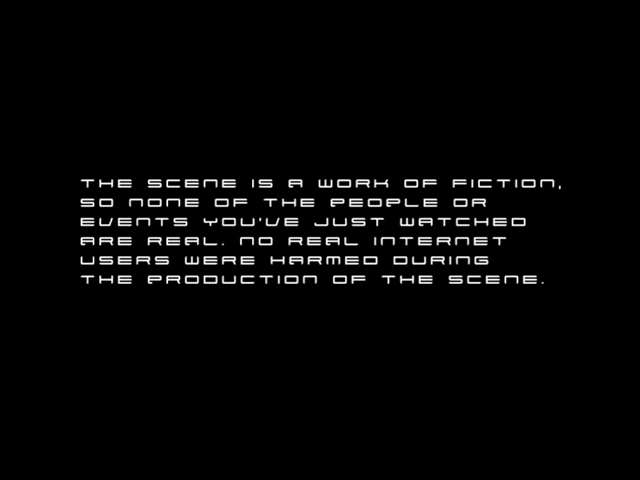 THE SCENE IS A WORK OF FICTION,
SO NONE OF THE PEOPLE OR
EVENTS YOU'VE JUST WATCHED
ARE REAL. NO REAL INTERNET
USERS WERE HARMED DURING
THE PRODUCTION OF THE SCENE.